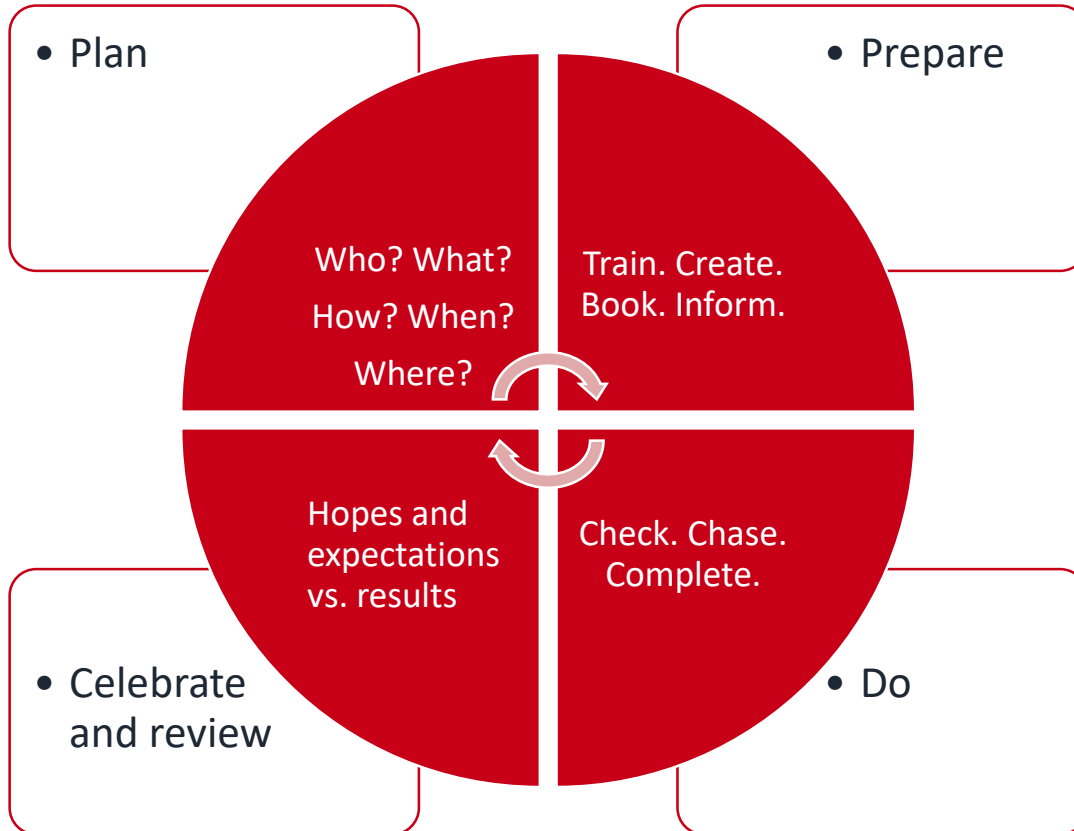 • Plan
• Prepare
Who? What?
How? When?
Where?
Train. Create.
Book. Inform.
Hopes and
expectations
vs. results
Check. Chase.
Complete.
• Celebrate
and review
• Do